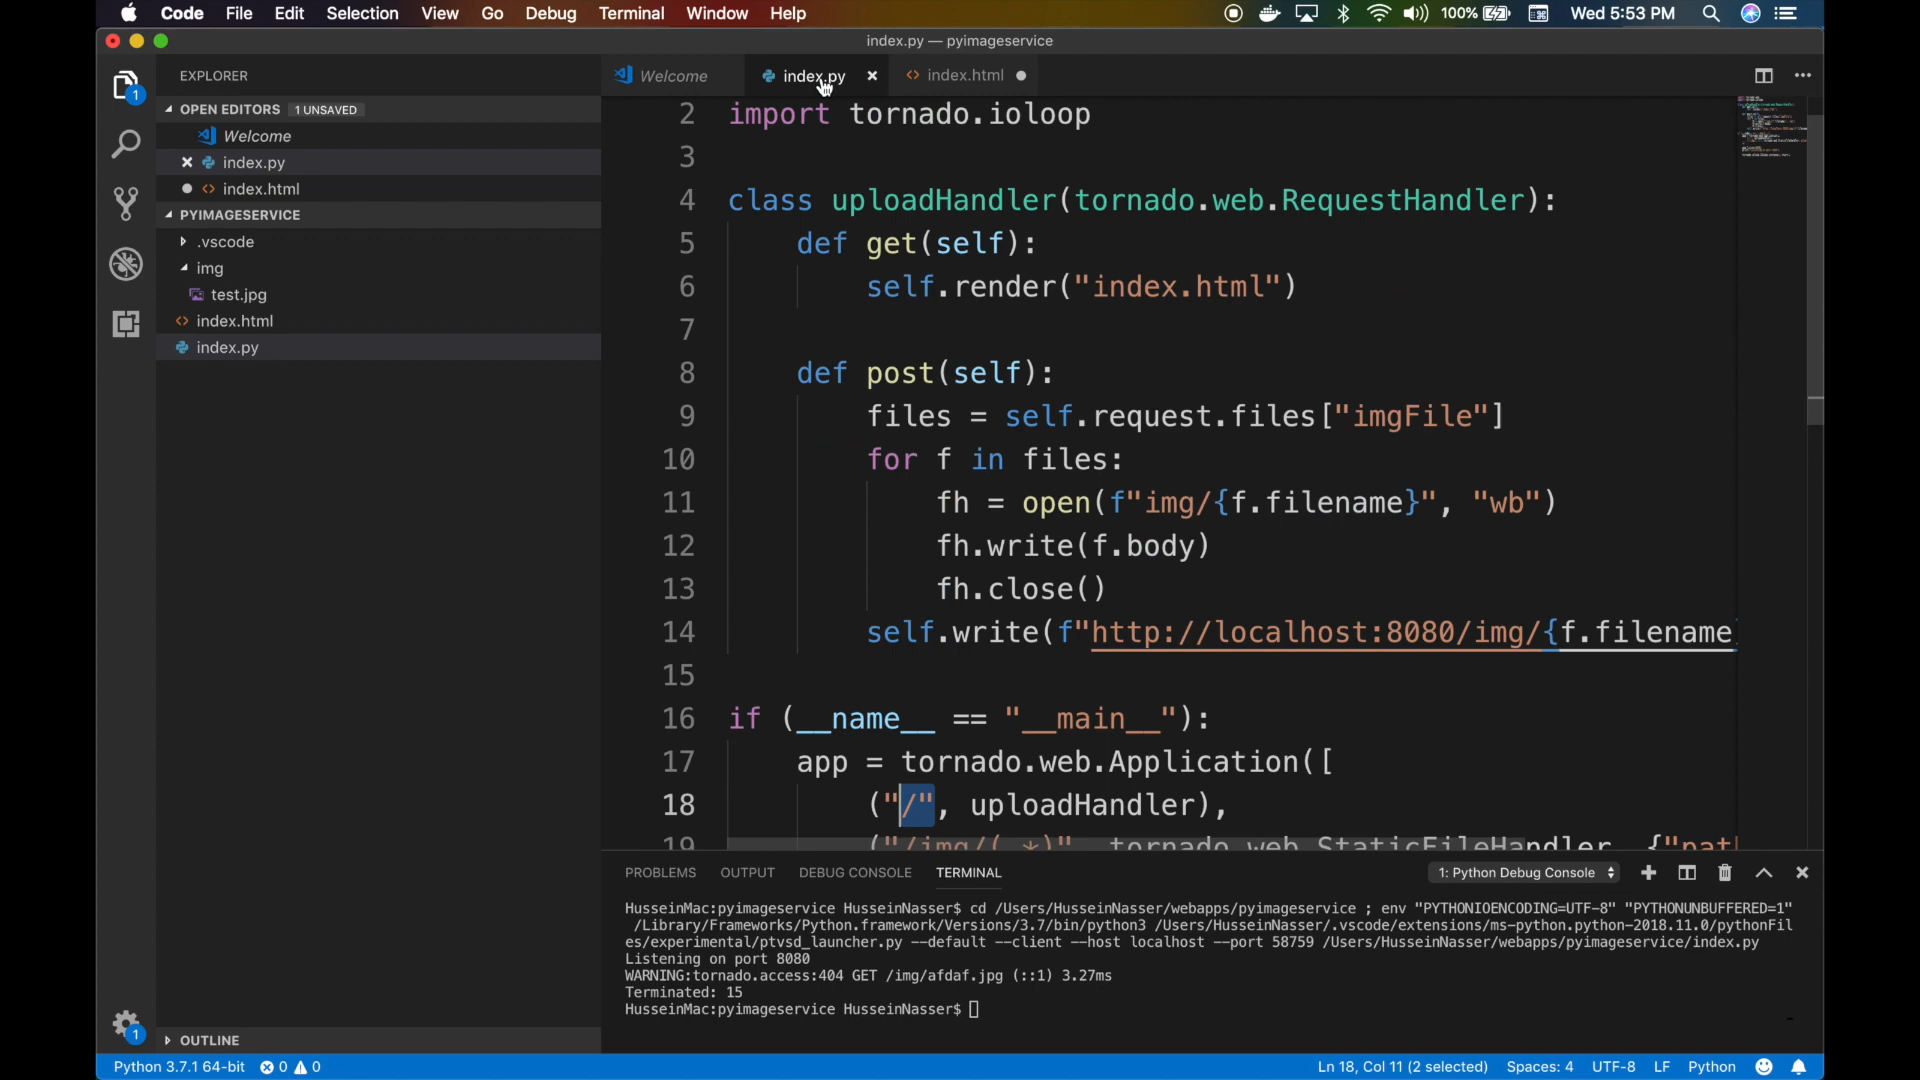 Code File Edit Selection View Go Debug Terminal Window Help 100% Wed 5:53 PM
index.py — pyimageservice
EXPLORER
Welcome index.py index.html
OPEN EDITORS 1 UNSAVED
Welcome
index.py
index.html
PYIMAGESERVICE
.vscode
img
test.jpg
index.html
index.py
OUTLINE
2 import tornado.ioloop
3
4 class uploadHandler(tornado.web.RequestHandler):
5 def get(self):
6 self.render("index.html")
7
8 def post(self):
9 files = self.request.files["imgFile"]
10 for f in files:
11 fh = open(f"img/{f.filename}", "wb")
12 fh.write(f.body)
13 fh.close()
14 self.write(f"http://localhost:8080/img/{f.filename}
15
16 if (__name__ == "__main__"):
17 app = tornado.web.Application([
18 ("/", uploadHandler),
19 ("/img/(.*)", tornado.web.StaticFileHandler, {"pat
PROBLEMS OUTPUT DEBUG CONSOLE TERMINAL 1: Python Debug Console
HusseinMac:pyimageservice HusseinNasser$ cd /Users/HusseinNasser/webapps/pyimageservice ; env "PYTHONIOENCODING=UTF-8" "PYTHONUNBUFFERED=1"
/Library/Frameworks/Python.framework/Versions/3.7/bin/python3 /Users/HusseinNasser/.vscode/extensions/ms-python.python-2018.11.0/pythonFil
es/experimental/ptvsd_launcher.py --default --client --host localhost --port 58759 /Users/HusseinNasser/webapps/pyimageservice/index.py
Listening on port 8080
WARNING:tornado.access:404 GET /img/afdaf.jpg (::1) 3.27ms
Terminated: 15
HusseinMac:pyimageservice HusseinNasser$
Python 3.7.1 64-bit 0 0 Ln 18, Col 11 (2 selected) Spaces: 4 UTF-8 LF Python